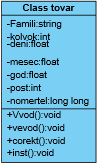 Class tovar
-Famili:string
-kolvok:int
-deni:float
-mesec:float
-god:float
-post:int
-nomertel:long long
+Vvod():void
+vevod():void
+corekt():void
+inst():void